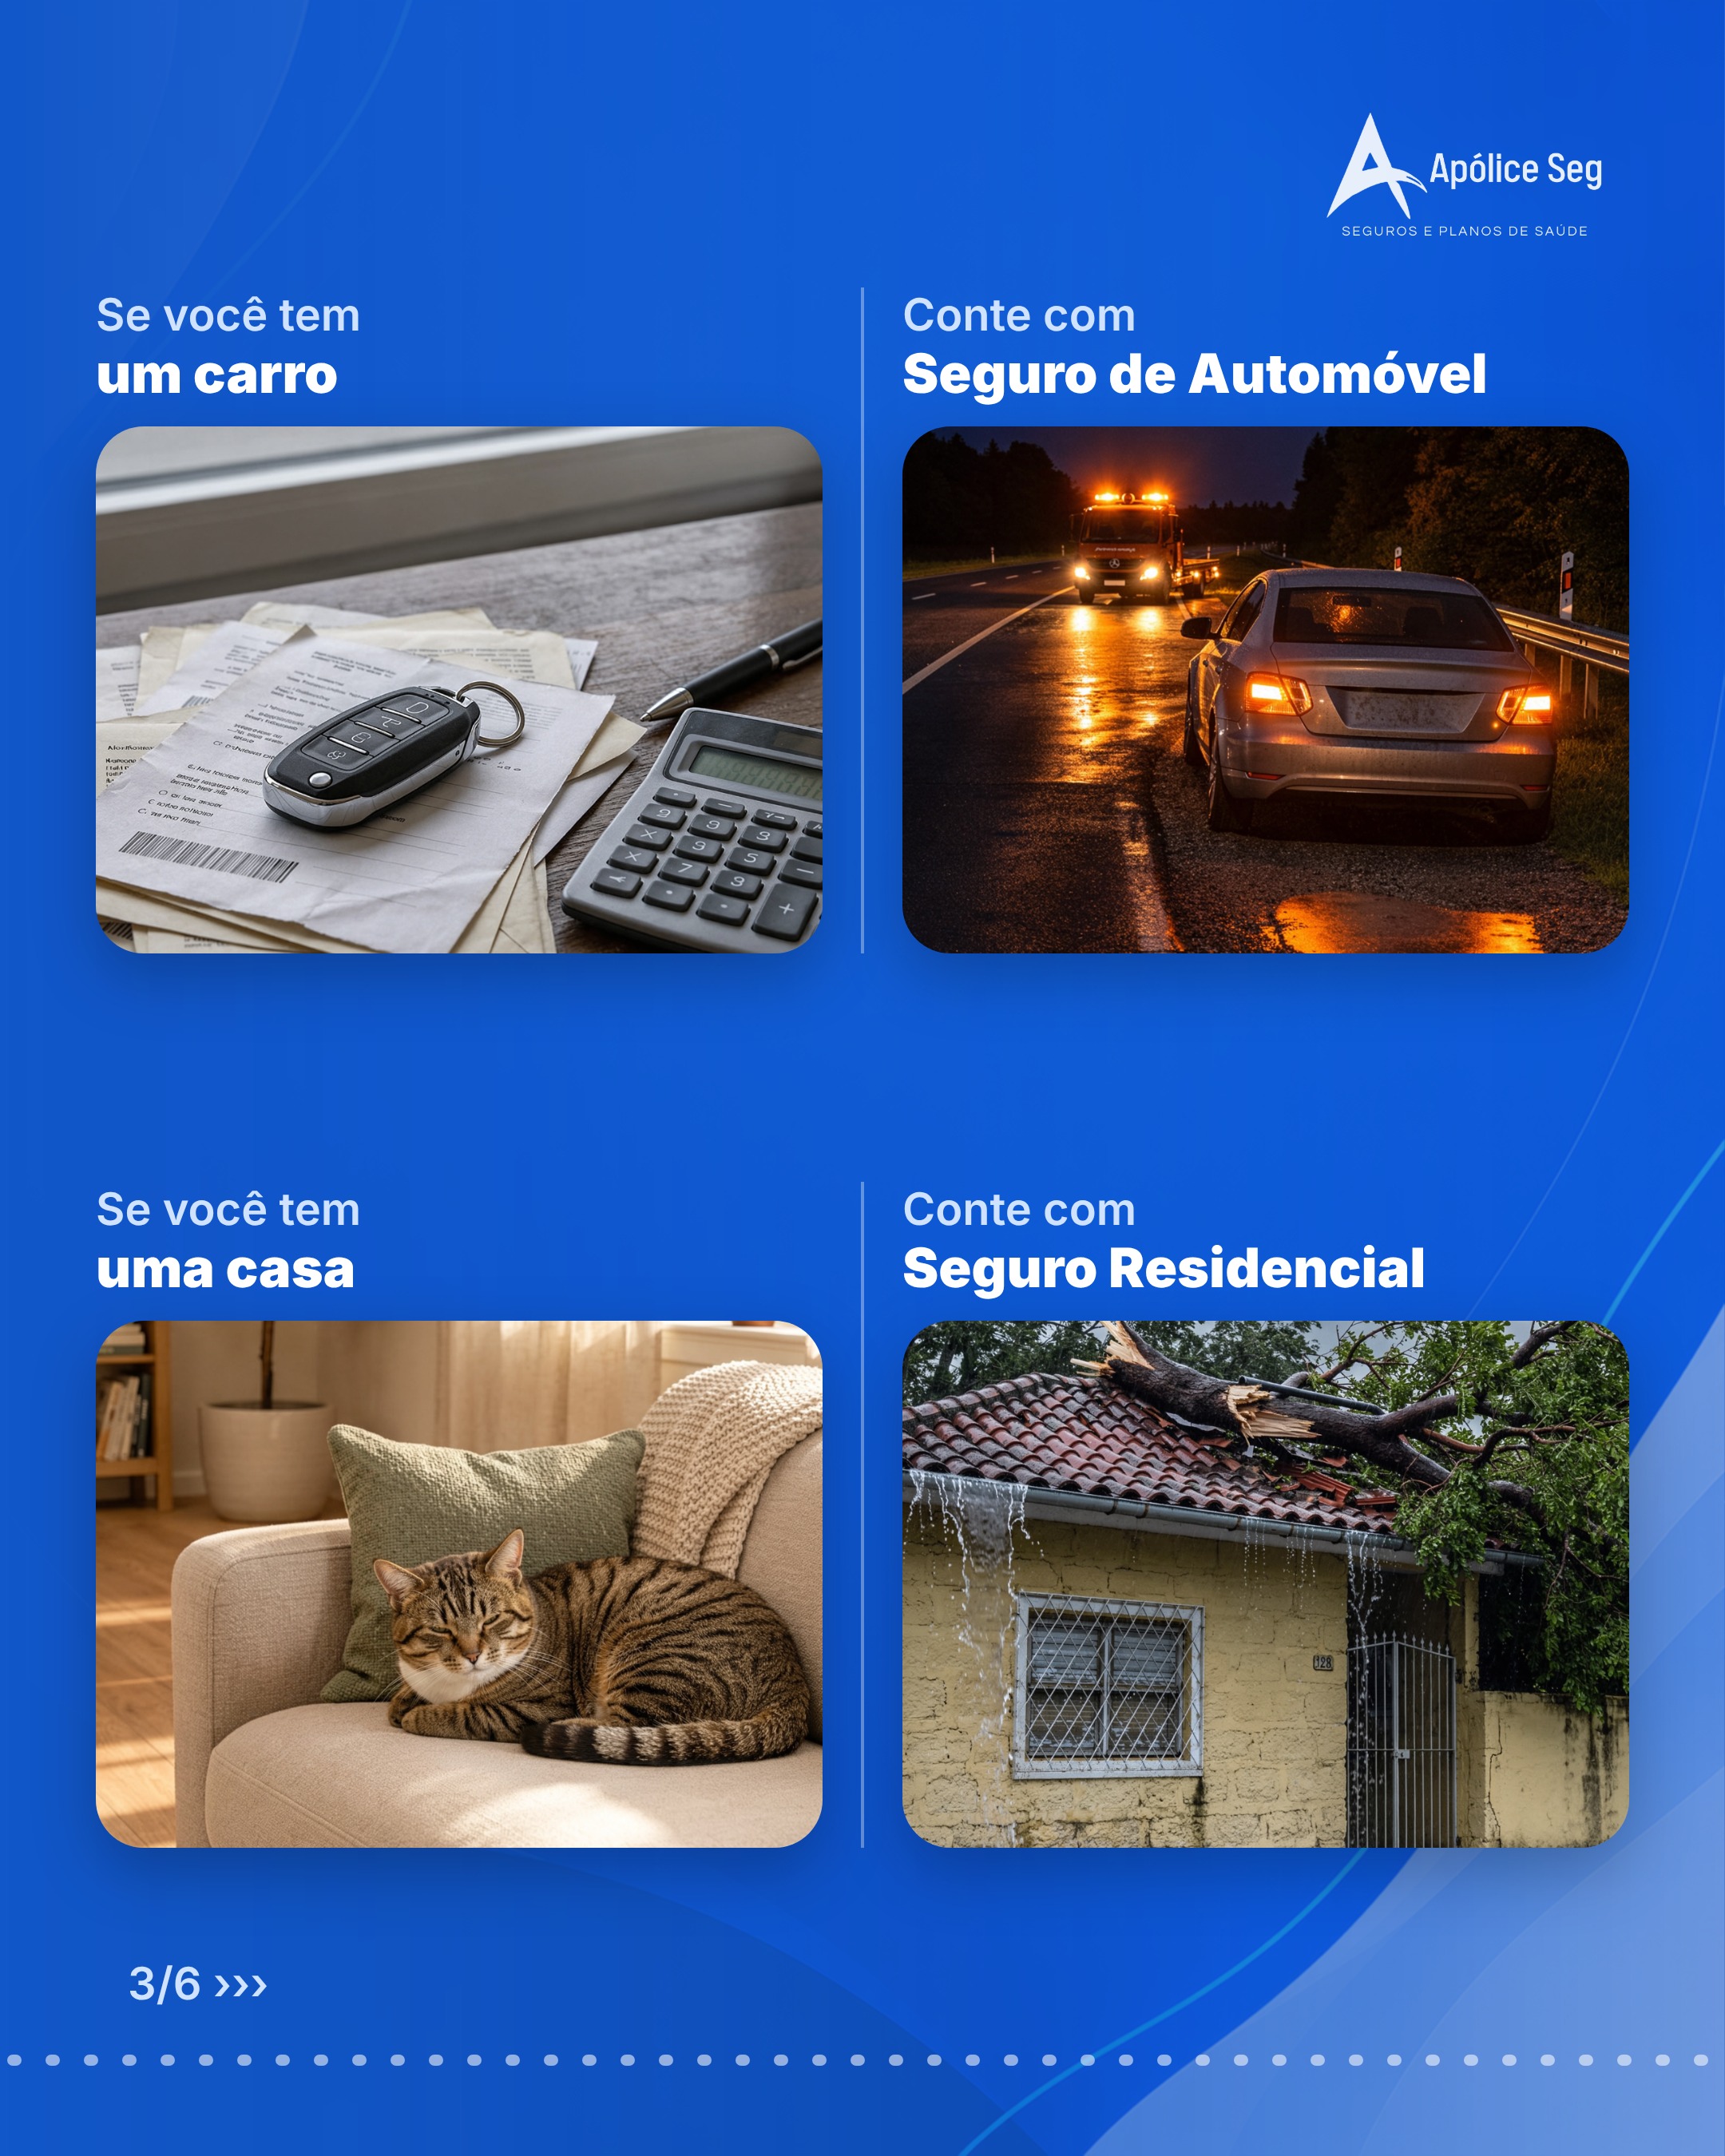 Apólice Seg
SEGUROS E PLANOS DE SAÚDE
Se você tem
um carro
Conte com
Seguro de Automóvel
Se você tem
uma casa
Conte com
Seguro Residencial
128
3/6 ›››